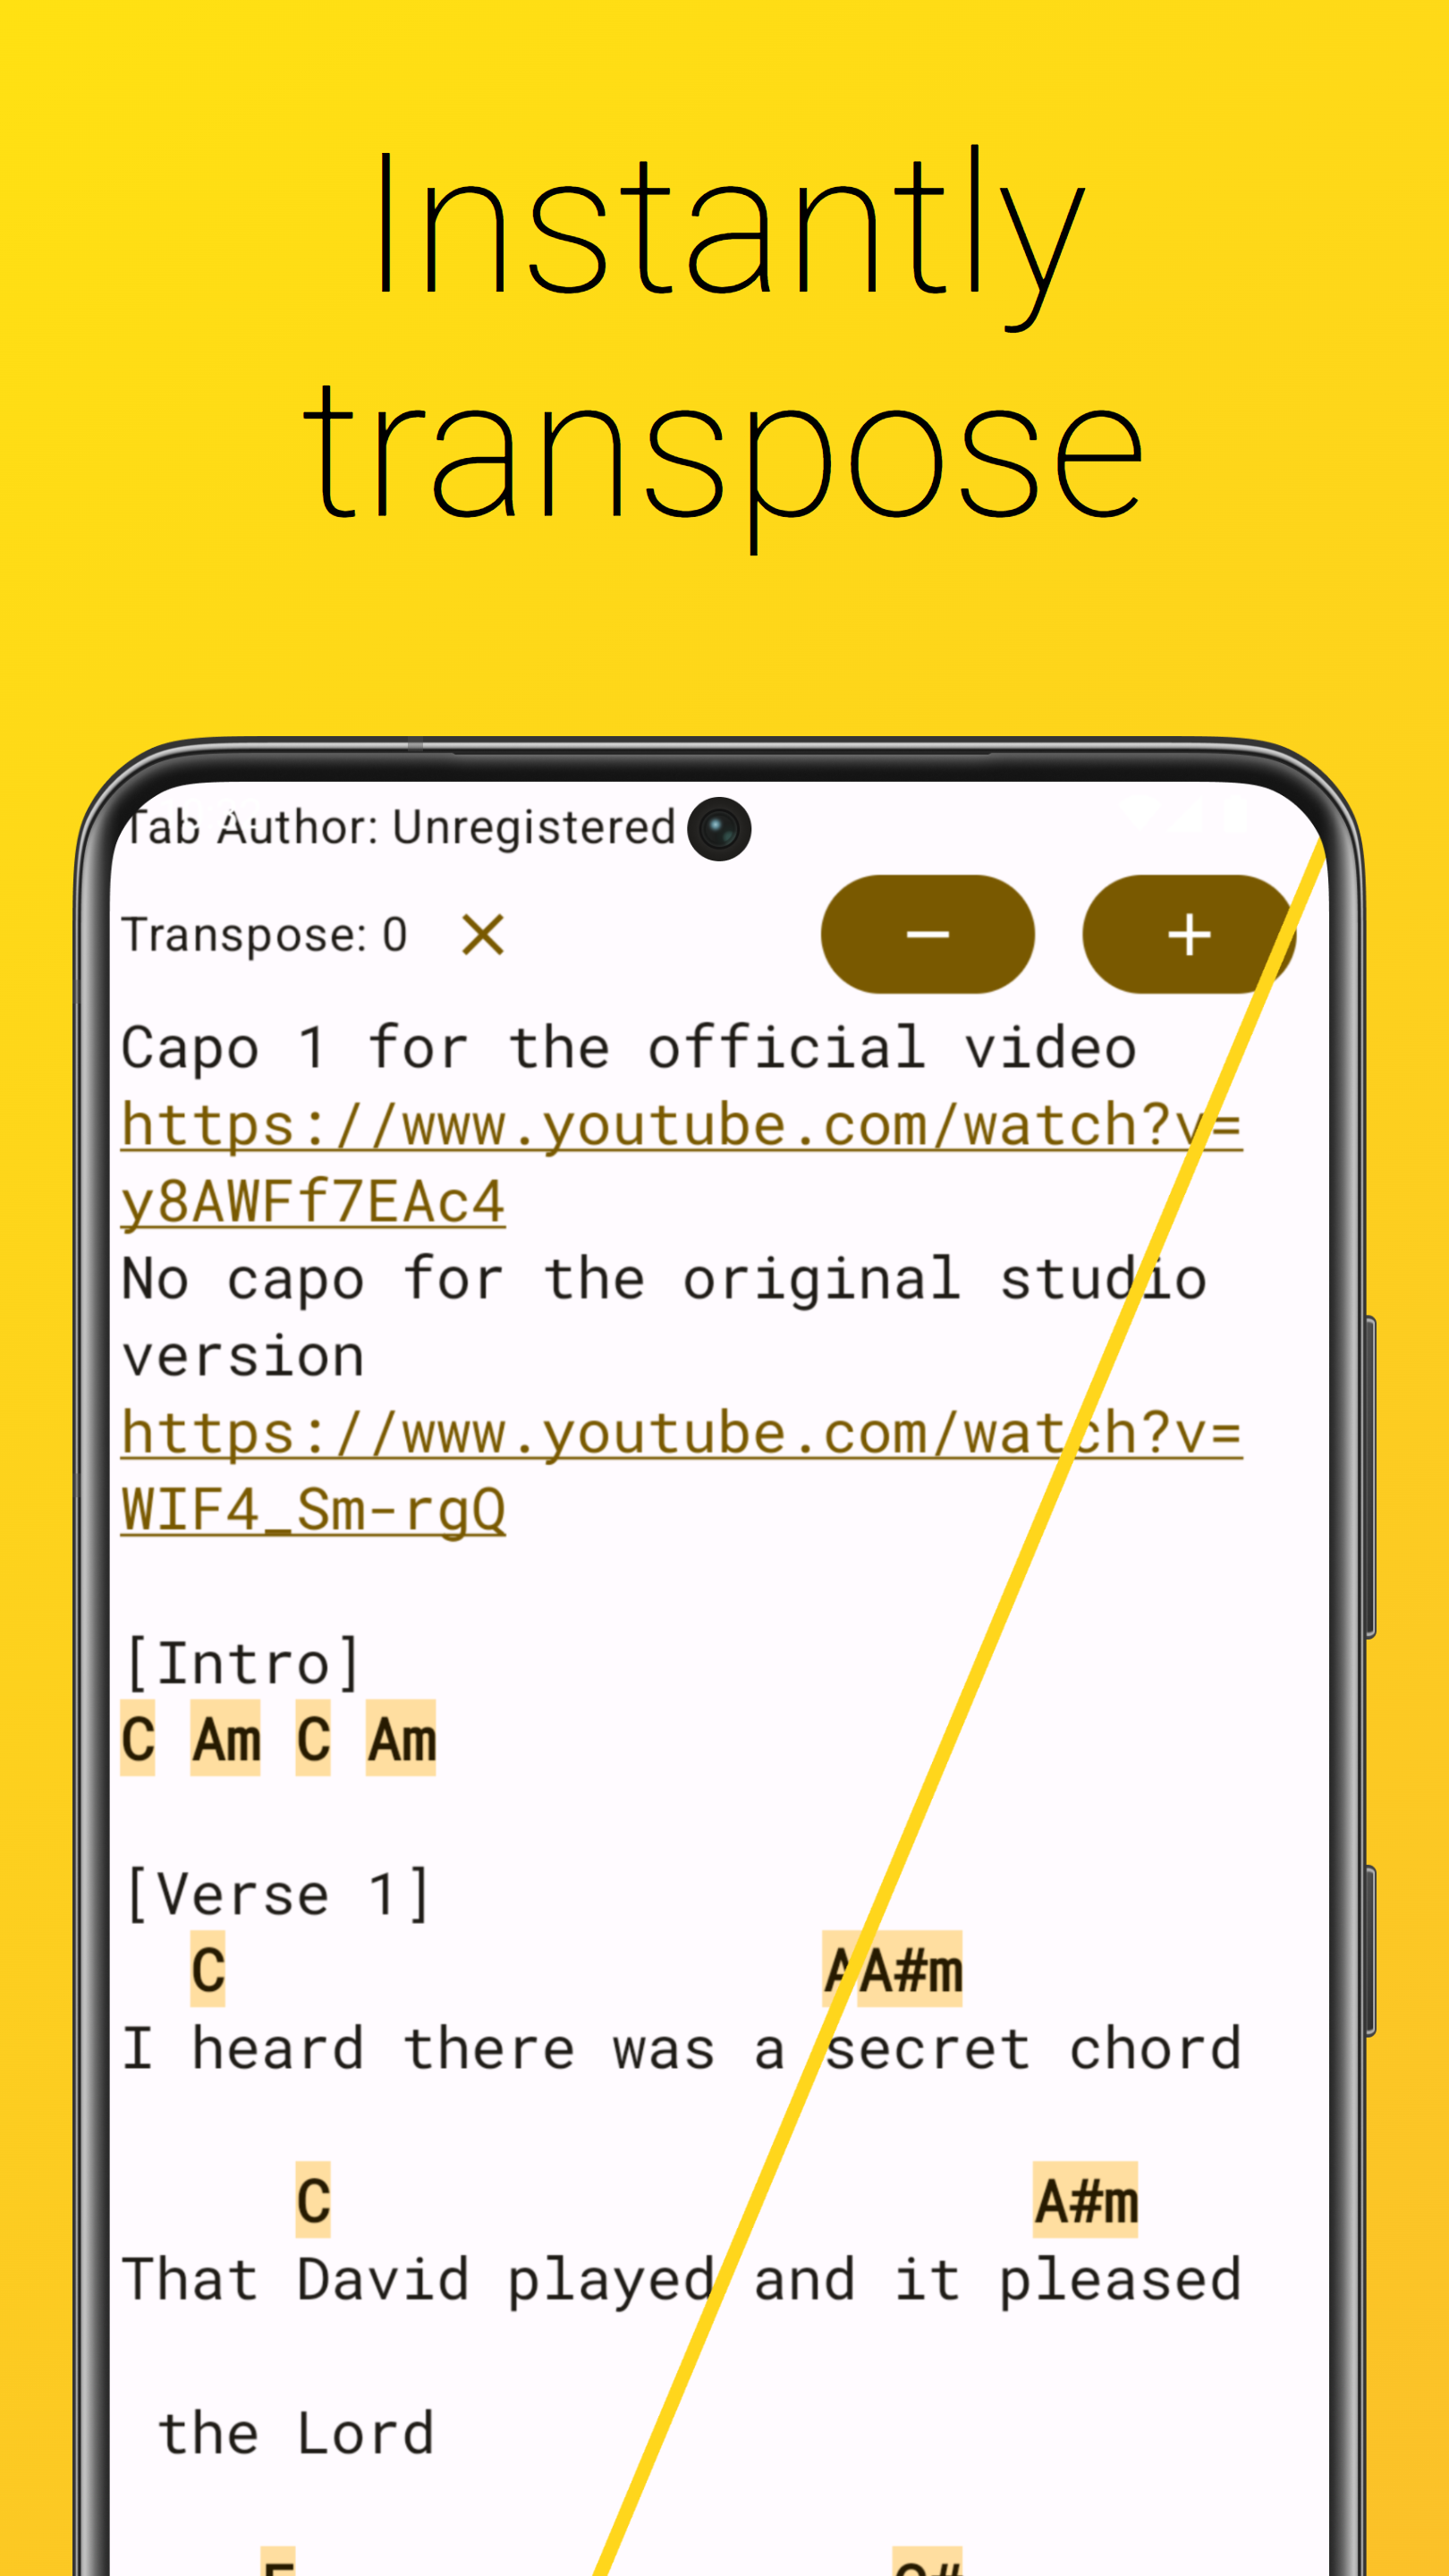 Instantly
transpose
Tab Author: Unregistered
Transpose: 0 × − +
Capo 1 for the official video
https://www.youtube.com/watch?v=
y8AWFf7EAc4
No capo for the original studio
version
https://www.youtube.com/watch?v=
WIF4_Sm-rgQ
[Intro]
C Am C Am
[Verse 1]
C AA#m
I heard there was a secret chord
C A#m
That David played and it pleased
the Lord